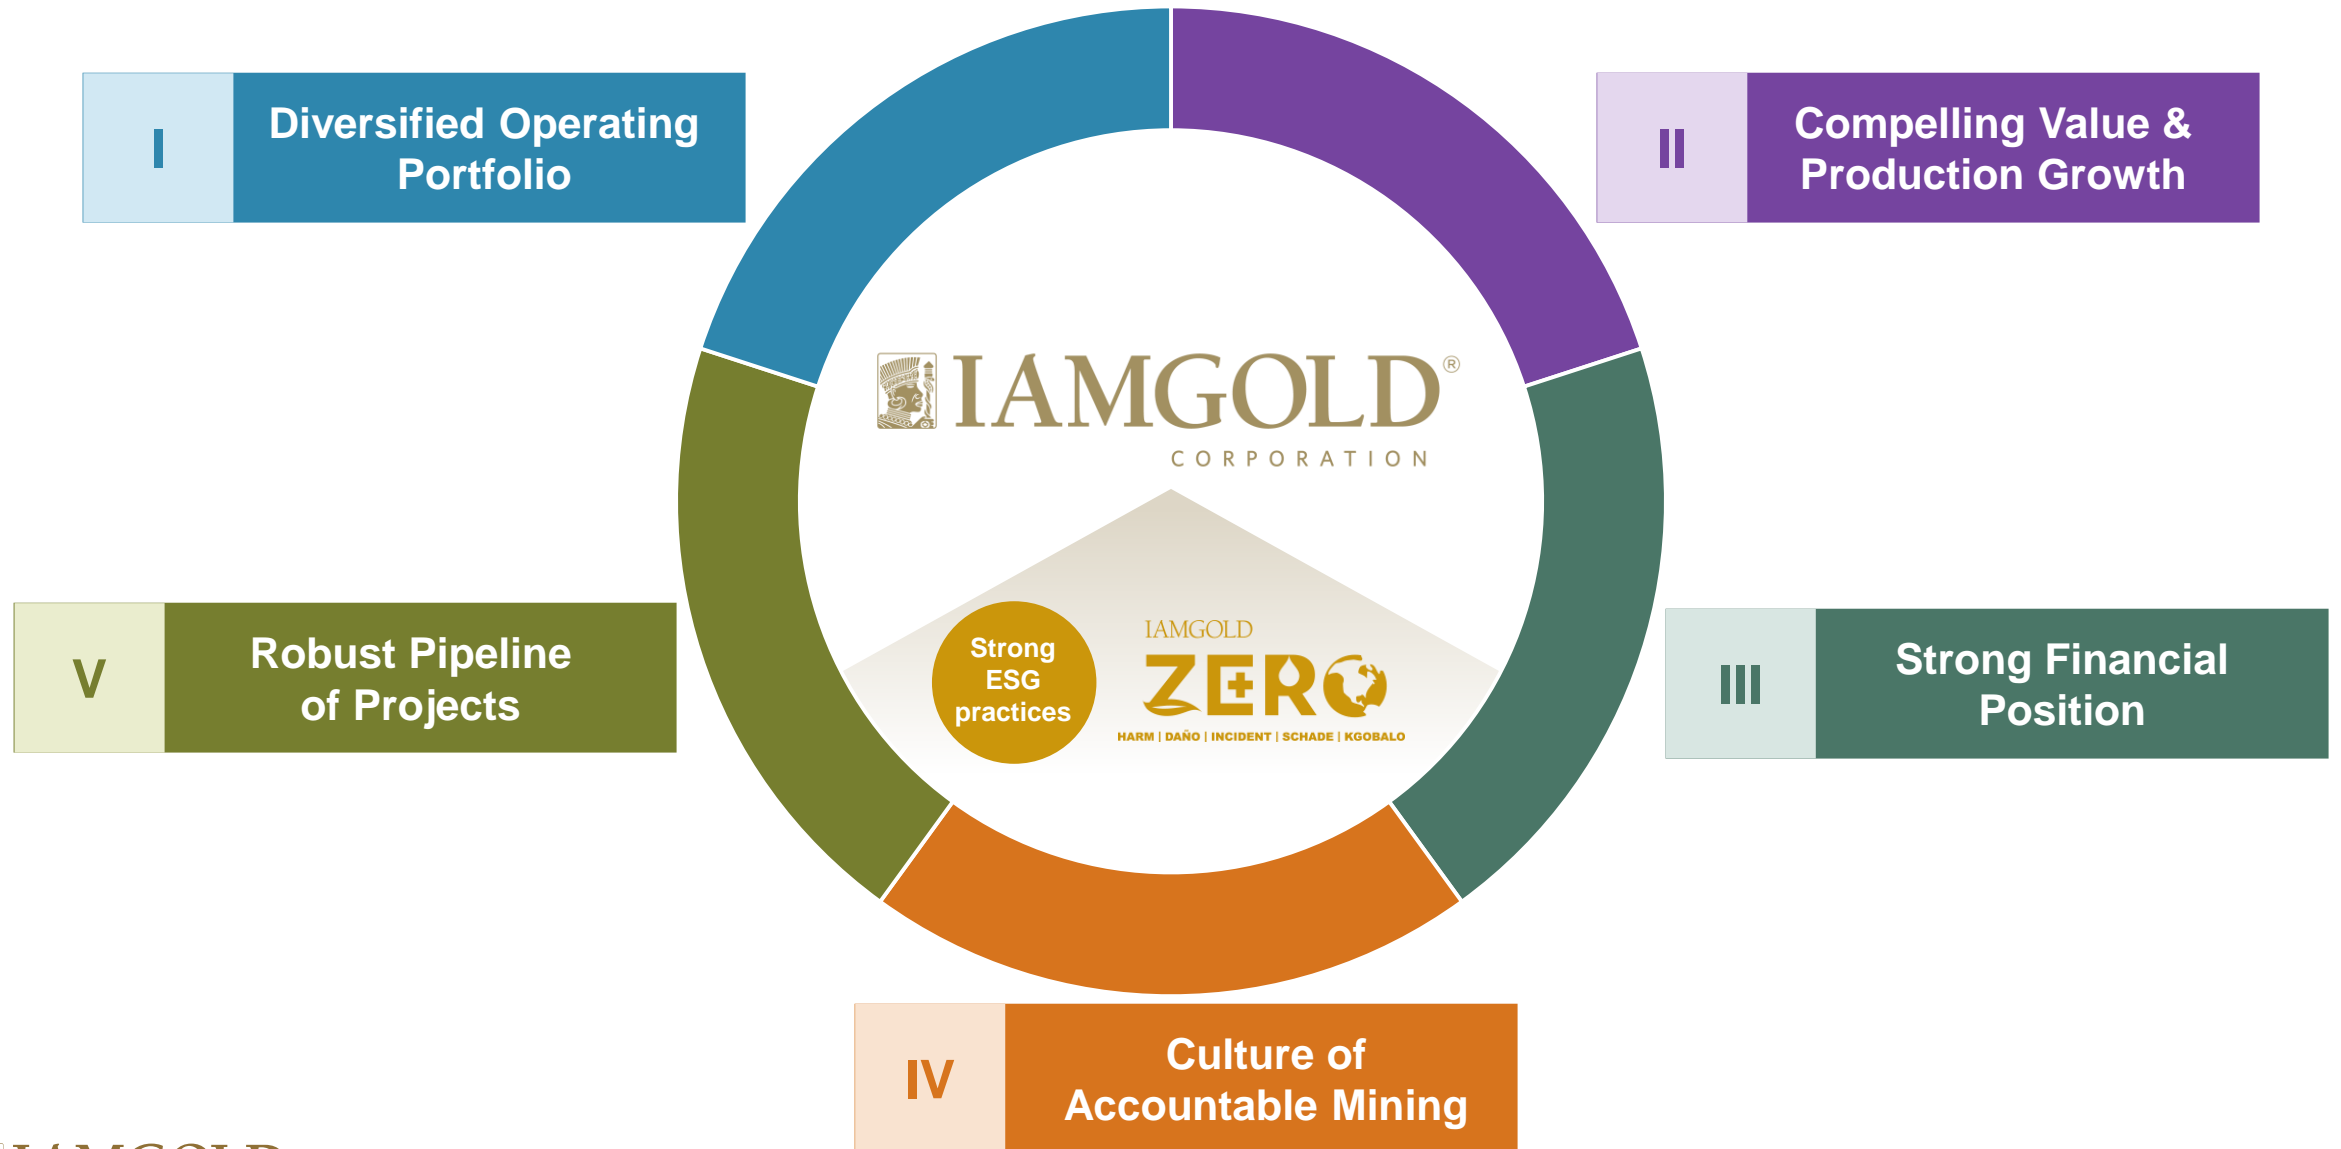 I
Diversified Operating
Portfolio
II
Compelling Value &
Production Growth
IAMGOLD®
CORPORATION
Strong
ESG
practices
IAMGOLD
ZERO
HARM | DAÑO | INCIDENT | SCHADE | KGOBALO
V
Robust Pipeline
of Projects
III
Strong Financial
Position
IV
Culture of
Accountable Mining
IAMGOLD